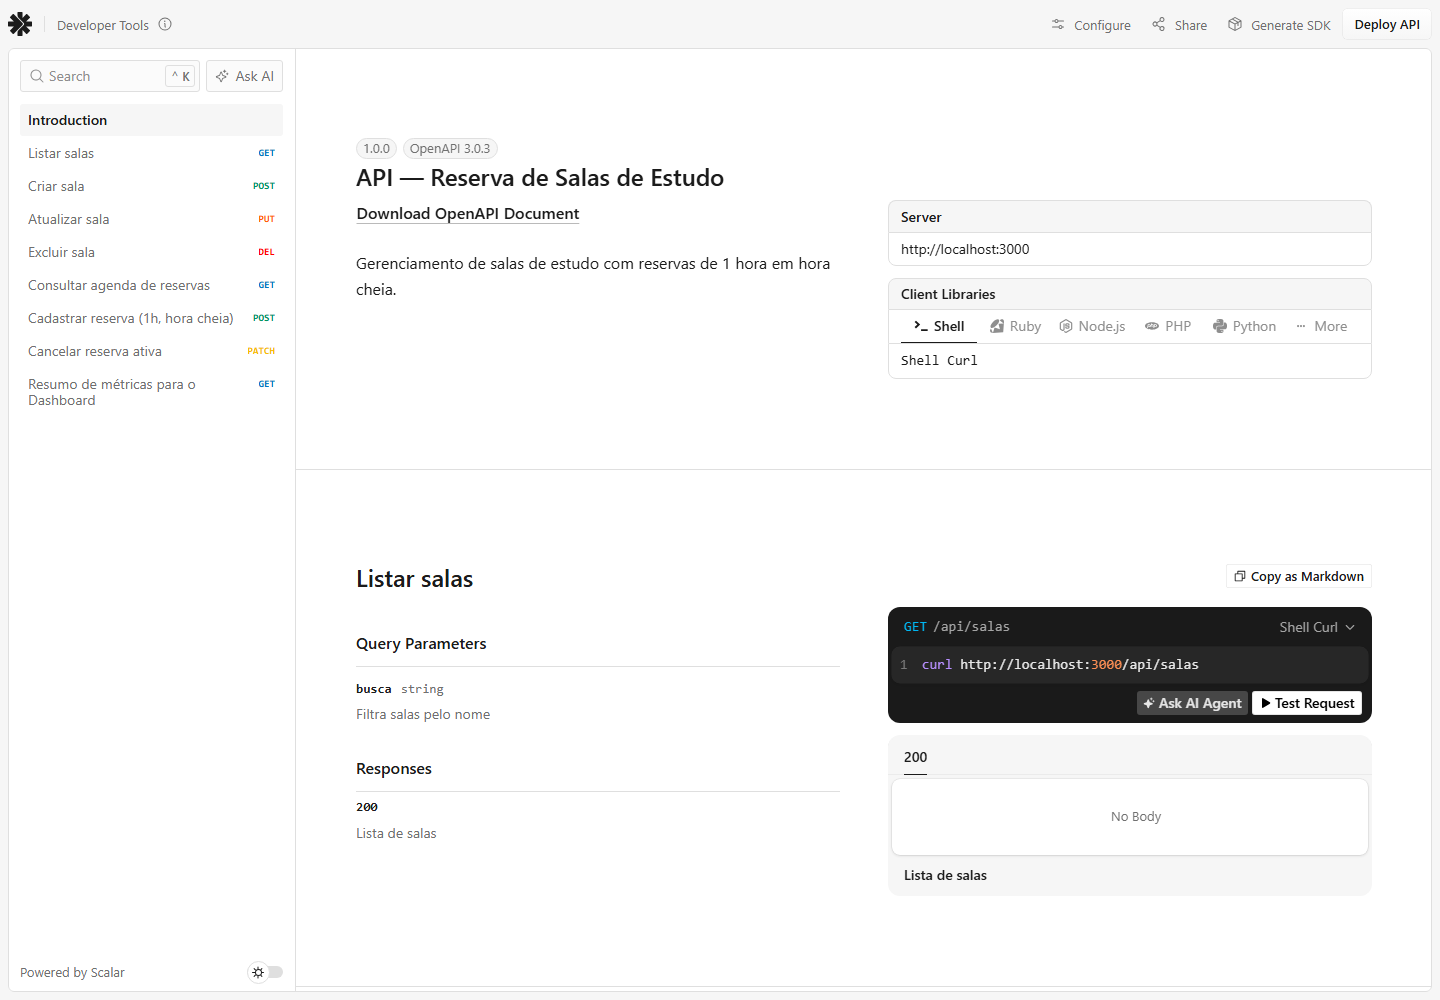 Developer Tools
Configure
Share
Generate SDK
Deploy API
Search
^ K
Ask AI
Introduction
Listar salas GET
Criar sala POST
Atualizar sala PUT
Excluir sala DEL
Consultar agenda de reservas GET
Cadastrar reserva (1h, hora cheia) POST
Cancelar reserva ativa PATCH
Resumo de métricas para o GET
Dashboard
Powered by Scalar
1.0.0 OpenAPI 3.0.3
API — Reserva de Salas de Estudo
Download OpenAPI Document
Gerenciamento de salas de estudo com reservas de 1 hora em hora
cheia.
Server
http://localhost:3000
Client Libraries
Shell Ruby Node.js PHP Python More
Shell Curl
Listar salas
Copy as Markdown
Query Parameters
busca string
Filtra salas pelo nome
Responses
200
Lista de salas
GET /api/salas Shell Curl
1 curl http://localhost:3000/api/salas
Ask AI Agent Test Request
200
No Body
Lista de salas